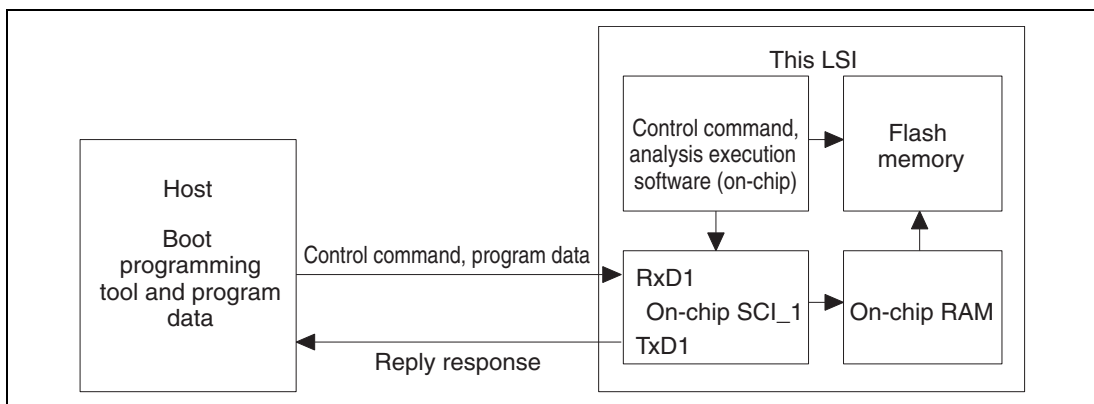 This LSI
Host
Boot
programming
tool and program
data
Control command, program data
Reply response
Control command,
analysis execution
software (on-chip)
Flash
memory
RxD1
On-chip SCI_1
TxD1
On-chip RAM